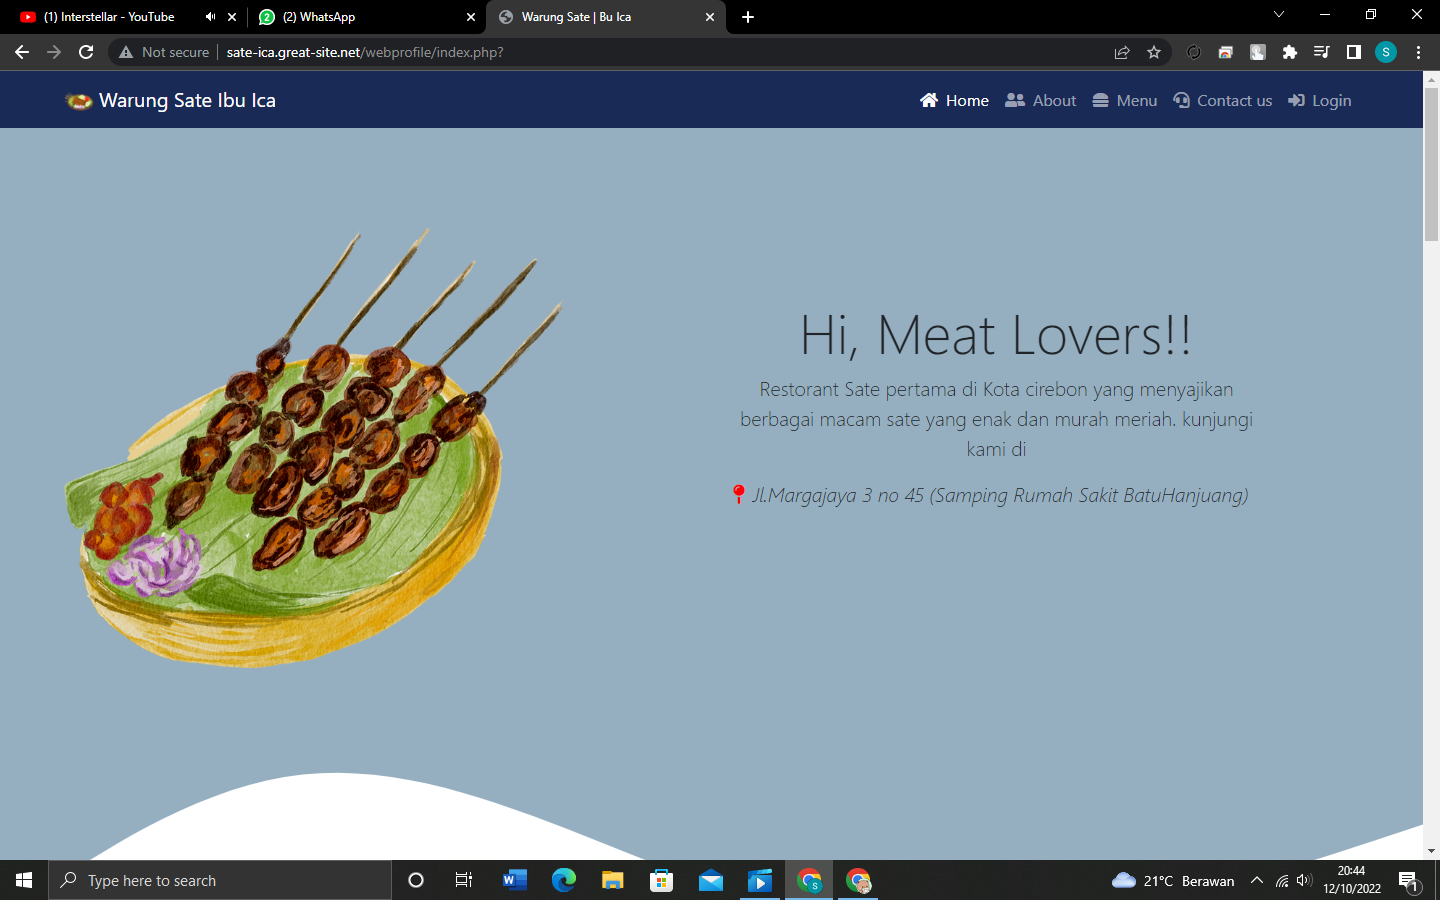 (1) Interstellar - YouTube
(2) WhatsApp
Warung Sate | Bu Ica
Not secure
sate-ica.great-site.net/webprofile/index.php?
S
Warung Sate Ibu Ica
Home
About
Menu
Contact us
Login
Hi, Meat Lovers!!
Restorant Sate pertama di Kota cirebon yang menyajikan
berbagai macam sate yang enak dan murah meriah. kunjungi
kami di
Jl.Margajaya 3 no 45 (Samping Rumah Sakit BatuHanjuang)
Type here to search
21°C Berawan
20:44
12/10/2022
1